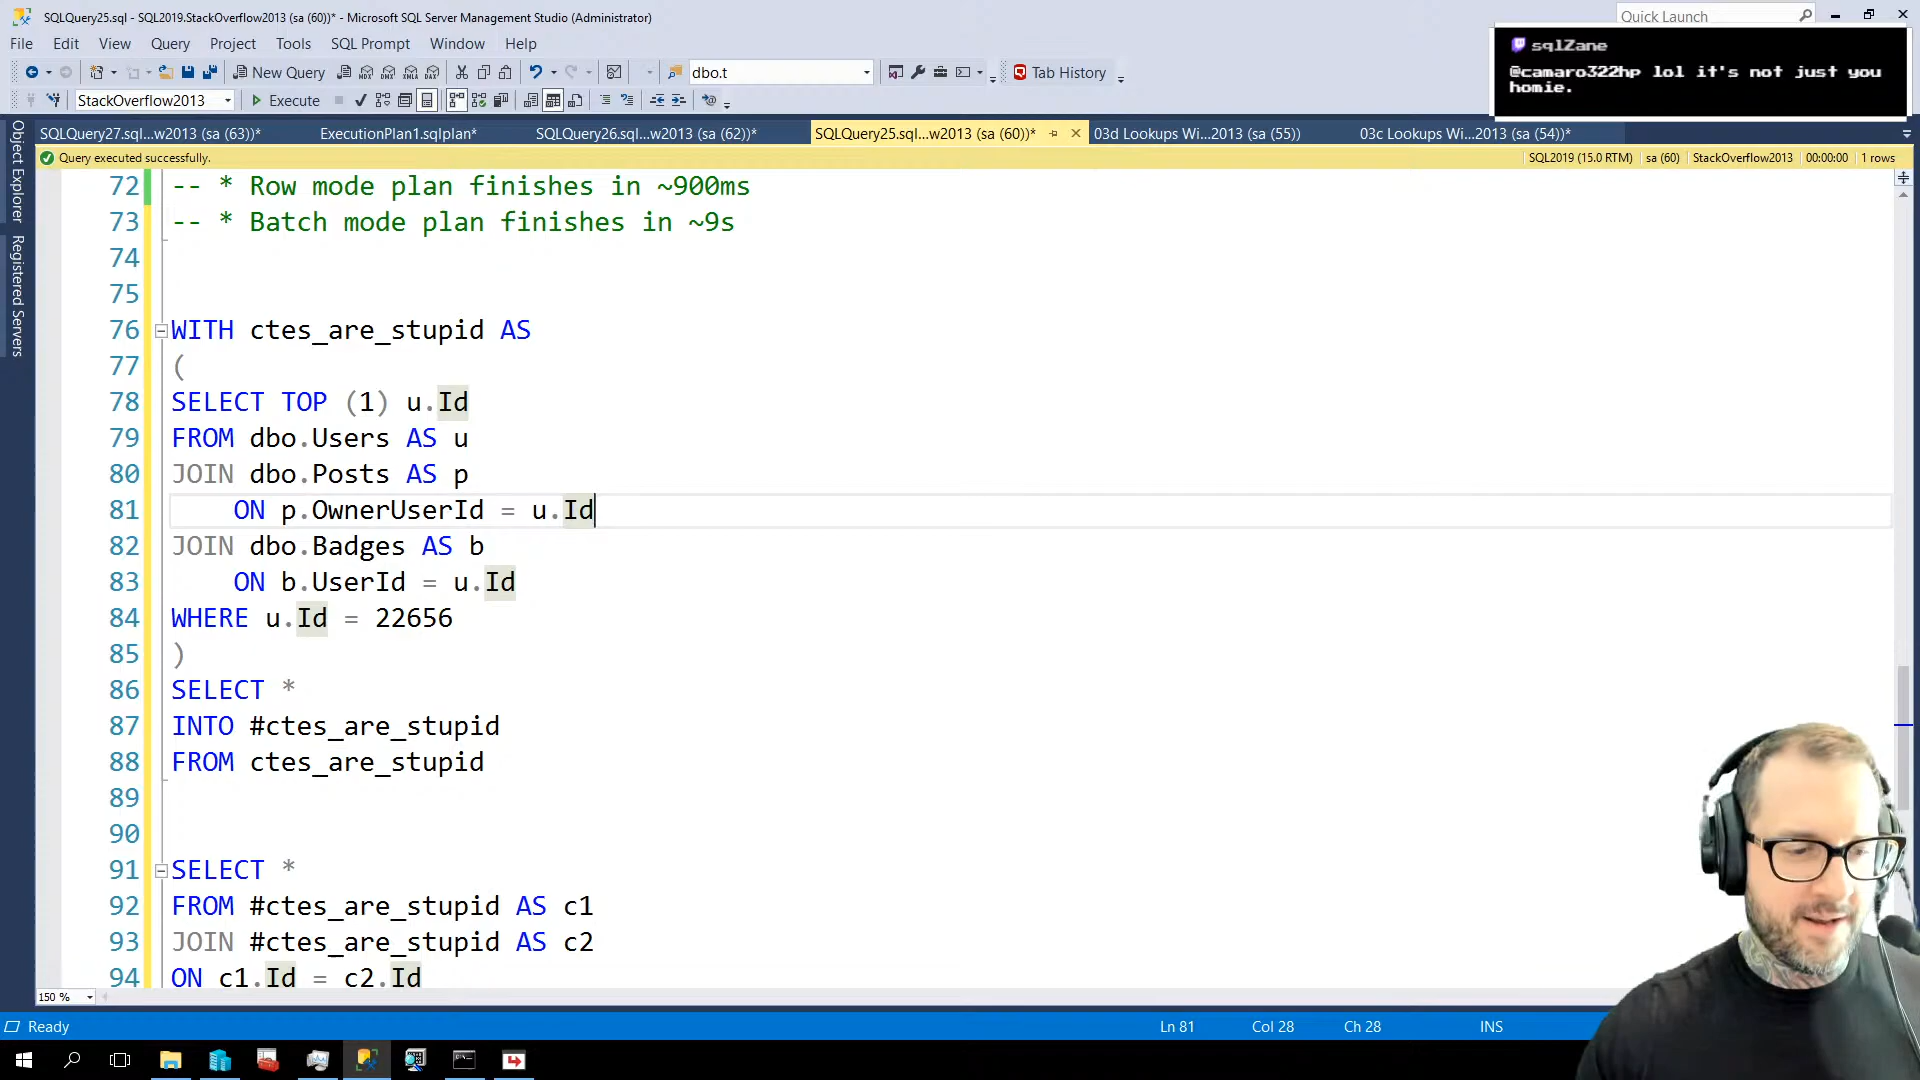 SQLQuery25.sql - SQL2019.StackOverflow2013 (sa (60))* - Microsoft SQL Server Management Studio (Administrator)
Quick Launch
File Edit View Query Project Tools SQL Prompt Window Help
sqlZane
@camaro322hp lol it's not just you
homie.
New Query
dbo.t
Tab History
StackOverflow2013
Execute
SQLQuery27.sql...w2013 (sa (63))*
ExecutionPlan1.sqlplan*
SQLQuery26.sql...w2013 (sa (62))*
SQLQuery25.sql...w2013 (sa (60))*
03d Lookups Wi...2013 (sa (55))
03c Lookups Wi...2013 (sa (54))*
Object Explorer
Registered Servers
Query executed successfully.
SQL2019 (15.0 RTM) sa (60) StackOverflow2013 00:00:00 1 rows
72 -- * Row mode plan finishes in ~900ms
73 -- * Batch mode plan finishes in ~9s
74
75
76 WITH ctes_are_stupid AS
77 (
78 SELECT TOP (1) u.Id
79 FROM dbo.Users AS u
80 JOIN dbo.Posts AS p
81 ON p.OwnerUserId = u.Id
82 JOIN dbo.Badges AS b
83 ON b.UserId = u.Id
84 WHERE u.Id = 22656
85 )
86 SELECT *
87 INTO #ctes_are_stupid
88 FROM ctes_are_stupid
89
90
91 SELECT *
92 FROM #ctes_are_stupid AS c1
93 JOIN #ctes_are_stupid AS c2
94 ON c1.Id = c2.Id
150 %
Ready
Ln 81 Col 28 Ch 28 INS